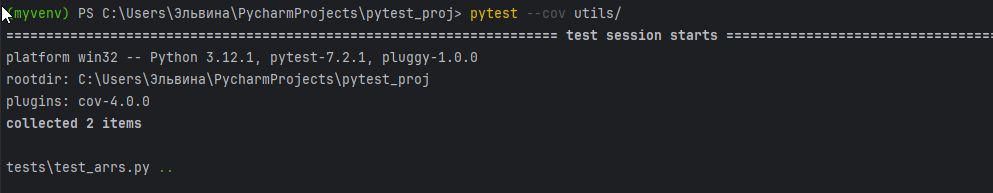 (myvenv) PS C:\Users\Эльвина\PycharmProjects\pytest_proj> pytest --cov utils/
===================================================================== test session starts ==================================
platform win32 -- Python 3.12.1, pytest-7.2.1, pluggy-1.0.0
rootdir: C:\Users\Эльвина\PycharmProjects\pytest_proj
plugins: cov-4.0.0
collected 2 items
tests\test_arrs.py ..